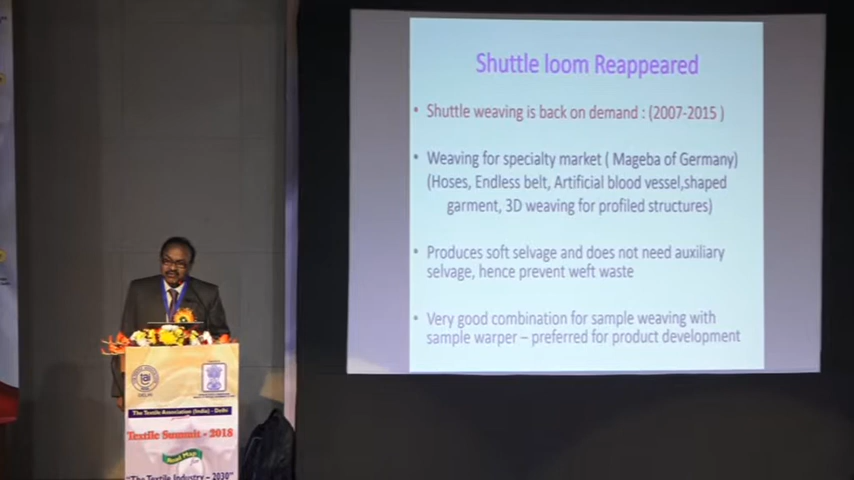 Shuttle loom Reappeared
• Shuttle weaving is back on demand : (2007-2015 )
• Weaving for specialty market ( Mageba of Germany)
(Hoses, Endless belt, Artificial blood vessel,shaped
garment, 3D weaving for profiled structures)
• Produces soft selvage and does not need auxiliary
selvage, hence prevent weft waste
• Very good combination for sample weaving with
sample warper – preferred for product development
DELHI
The Textile Association (India) - Delhi
Textile Summit - 2018
Road Map
"The Textile Industry – 2030"